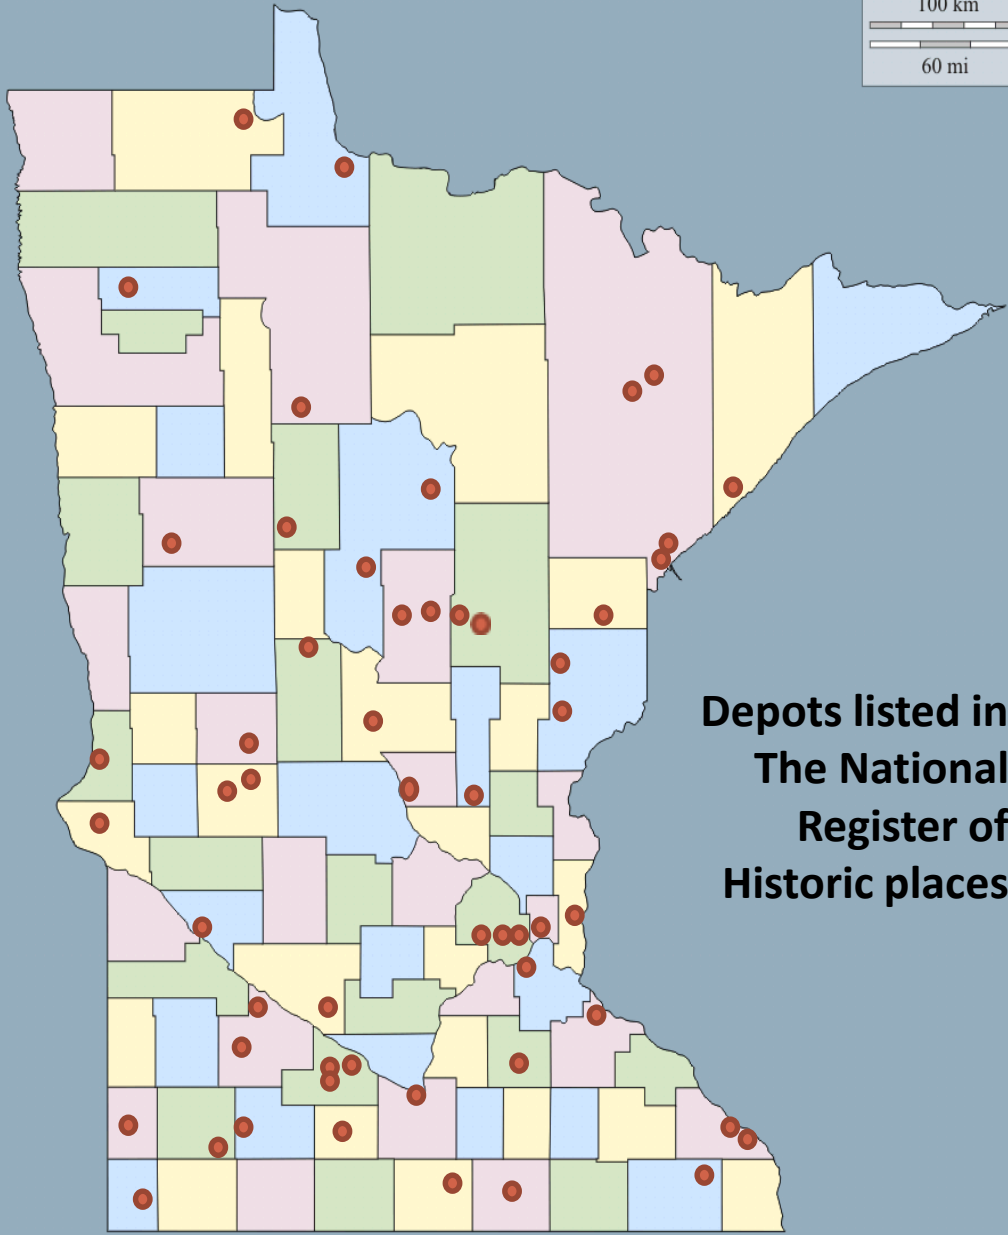 100 km
60 mi
Depots listed in
The National
Register of
Historic places